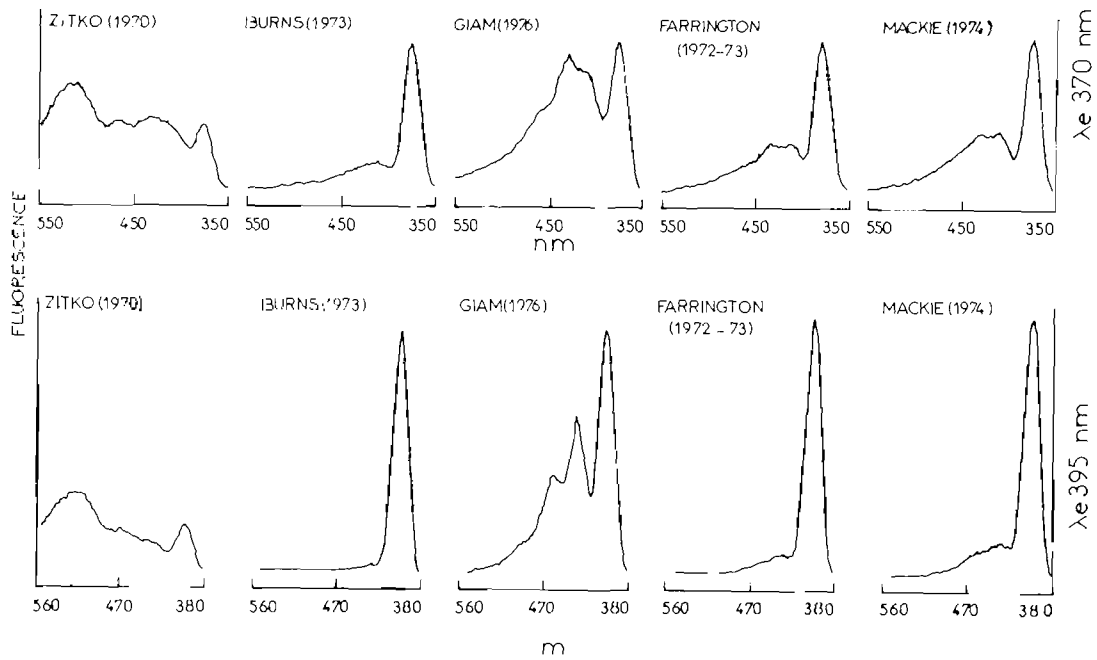 ZITKO (1970)
BURNS (1973)
GIAM (1976)
FARRINGTON
(1972-73)
MACKIE (1974)
λe 370 nm
550 450 350
550 450 350
550 450 350
550 450 350
550 450 350
nm
FLUORESCENCE
ZITKO (1970)
BURNS (1973)
GIAM (1976)
FARRINGTON
(1972 - 73)
MACKIE (1974)
λe 395 nm
560 470 380
560 470 380
560 470 380
560 470 380
560 470 380
m